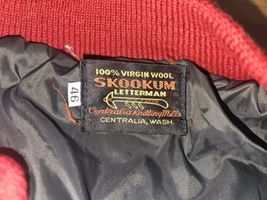 100% VIRGIN WOOL
SKOOKUM
LETTERMAN
Centralia Knitting Mills
CENTRALIA, WASH.
46